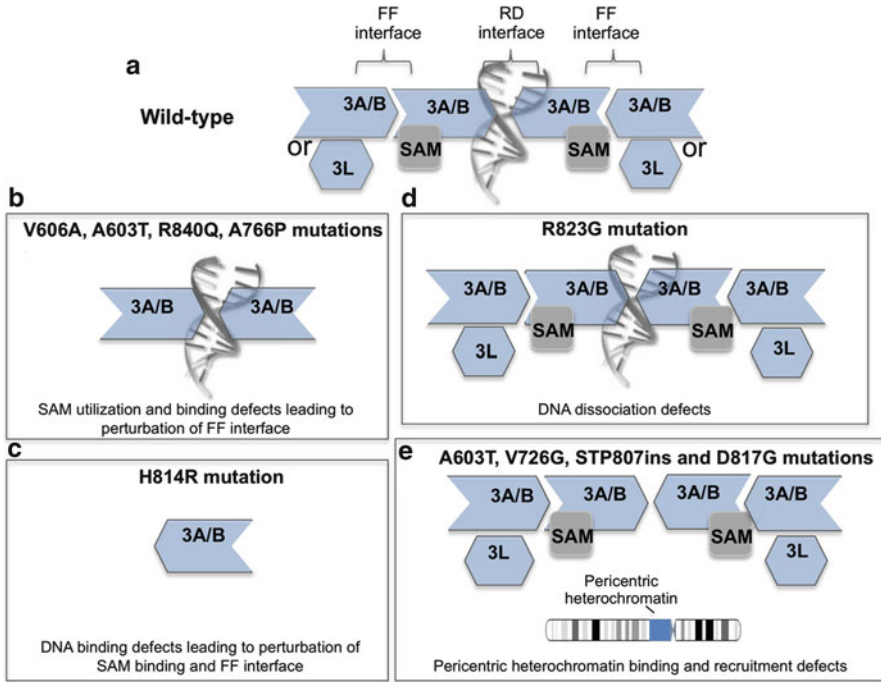 FF interface
RD interface
FF interface
a
Wild-type
3A/B
3A/B
3A/B
3A/B
or
3L
SAM
SAM
3L
or
b
V606A, A603T, R840Q, A766P mutations
3A/B
3A/B
SAM utilization and binding defects leading to
perturbation of FF interface
c
H814R mutation
3A/B
DNA binding defects leading to perturbation of
SAM binding and FF interface
d
R823G mutation
3A/B
3A/B
3A/B
3A/B
SAM
SAM
3L
3L
DNA dissociation defects
e
A603T, V726G, STP807ins and D817G mutations
3A/B
3A/B
3A/B
3A/B
SAM
SAM
3L
3L
Pericentric
heterochromatin
Pericentric heterochromatin binding and recruitment defects